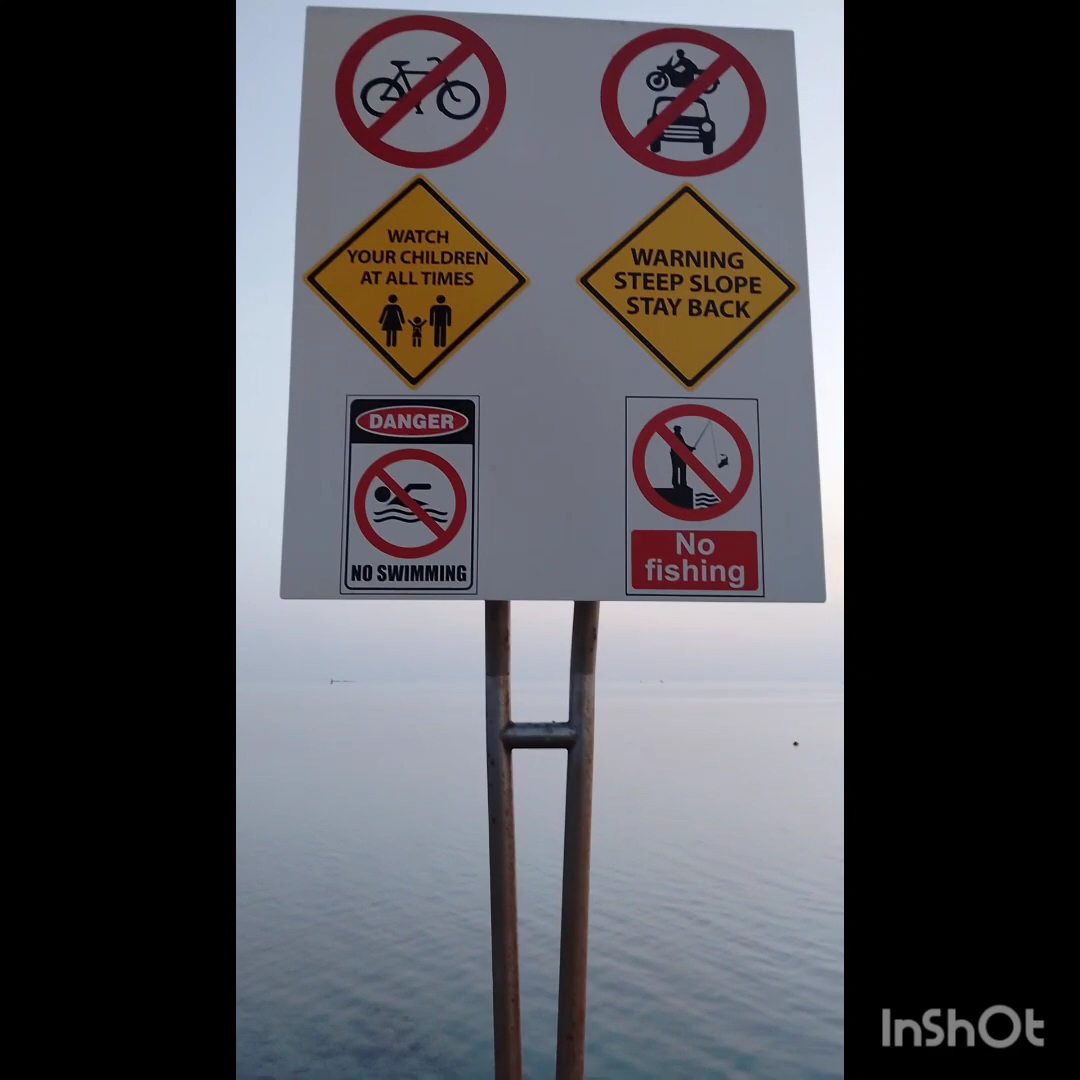 WATCH
YOUR CHILDREN
AT ALL TIMES
WARNING
STEEP SLOPE
STAY BACK
DANGER
NO SWIMMING
No
fishing
InShOt